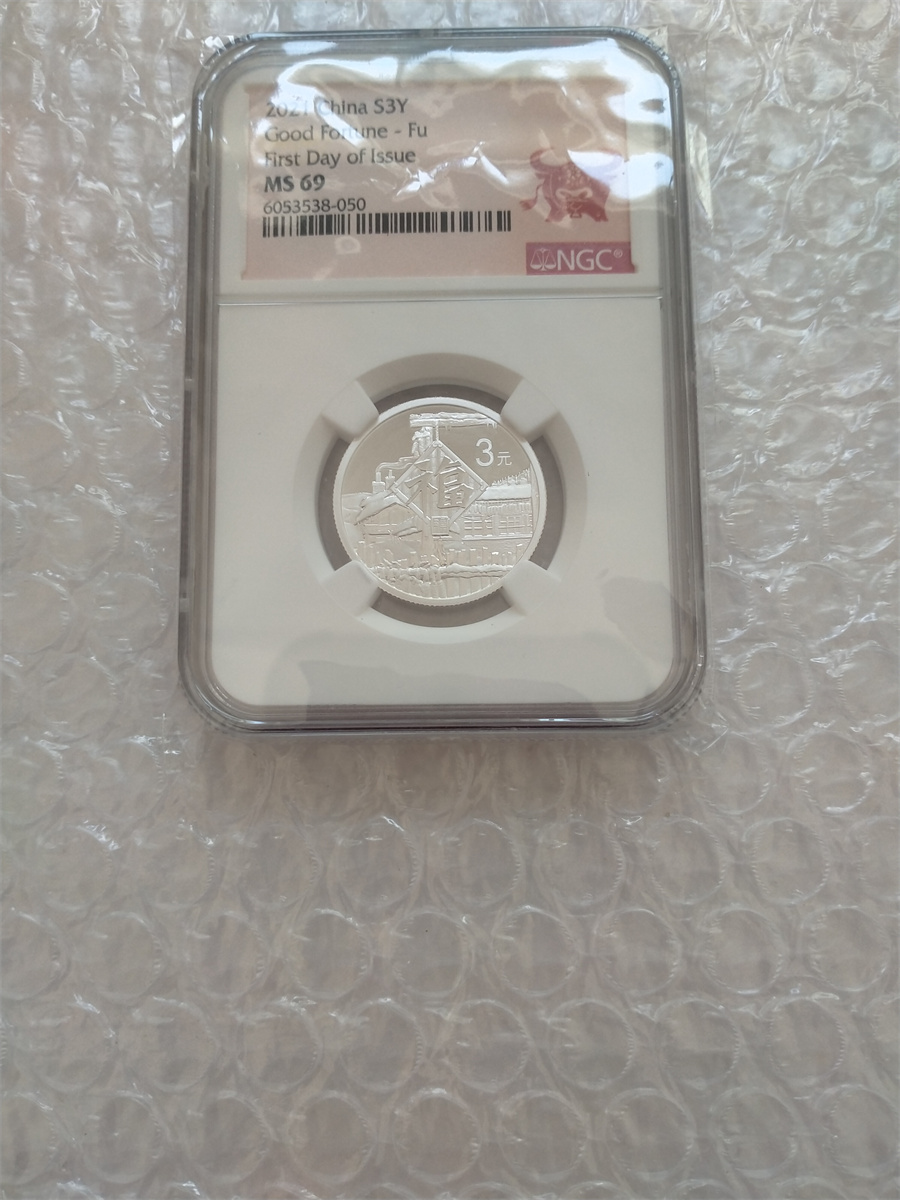 2021 China S3Y
Good Fortune - Fu
First Day of Issue
MS 69
6053538-050
NGC®
3元
福